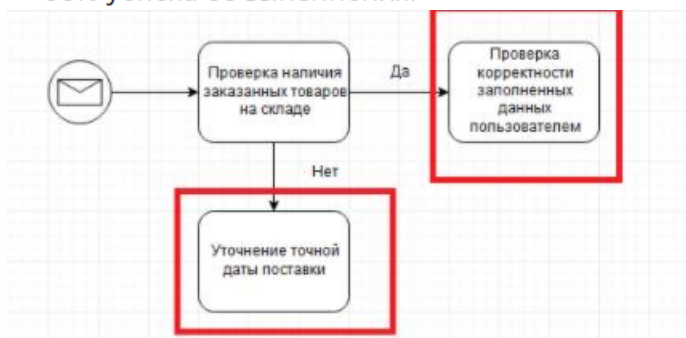 Проверка наличия
заказанных товаров
на складе
Да
Проверка
корректности
заполненных
данных
пользователем
Нет
Уточнение точной
даты поставки